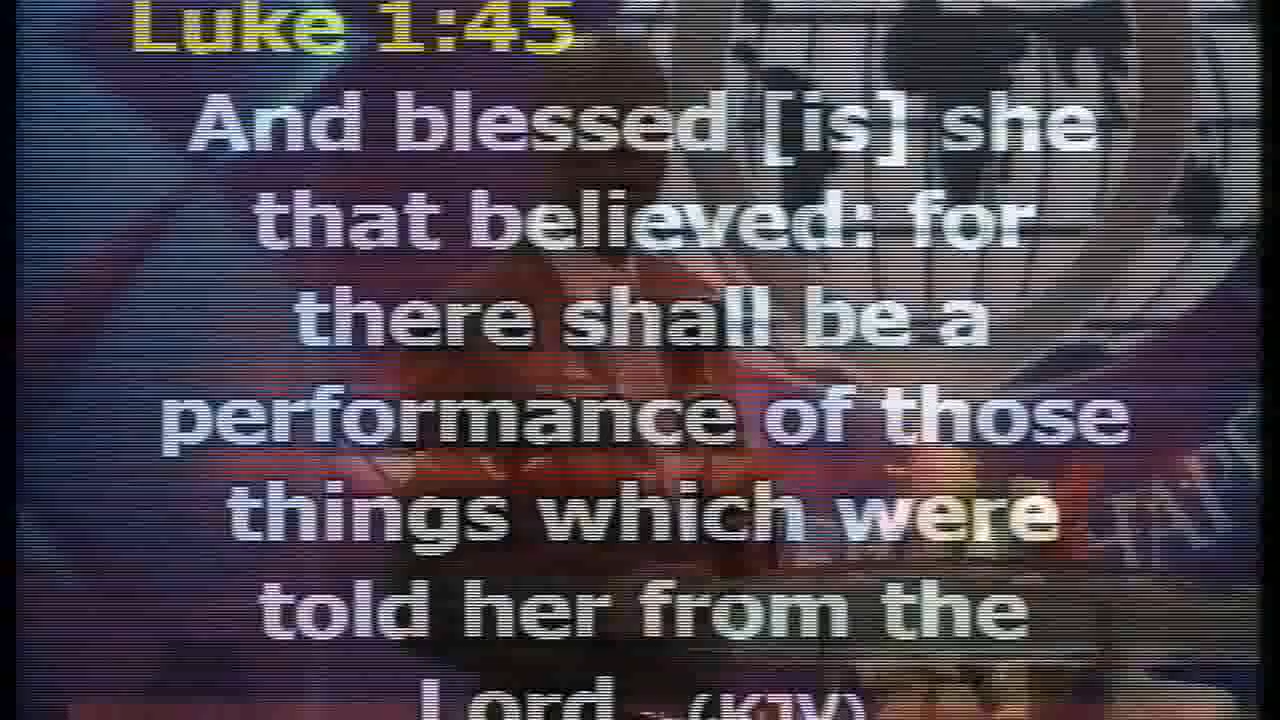 Luke 1:45
And blessed [is] she
that believed: for
there shall be a
performance of those
things which were
told her from the
Lord. (KJV)